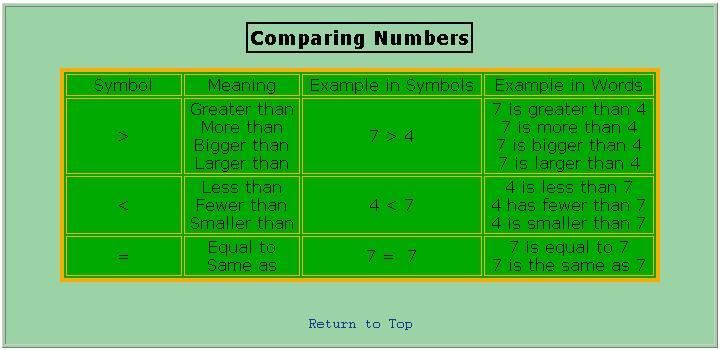 Comparing Numbers
Symbol Meaning Example in Symbols Example in Words
>
Greater than
More than
Bigger than
Larger than
7 > 4
7 is greater than 4
7 is more than 4
7 is bigger than 4
7 is larger than 4
<
Less than
Fewer than
Smaller than
4 < 7
4 is less than 7
4 has fewer than 7
4 is smaller than 7
=
Equal to
Same as
7 = 7
7 is equal to 7
7 is the same as 7
Return to Top